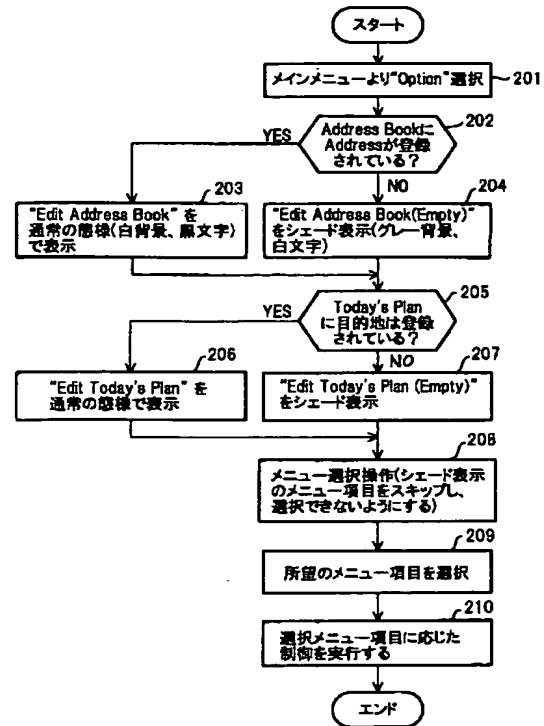 スタート
メインメニューより“Option”選択
201
Address Bookに
Addressが登録
されている？
202
YES
NO
“Edit Address Book” を
通常の態様(白背景、黒文字)
で表示
203
“Edit Address Book(Empty)”
をシェード表示(グレー背景、
白文字)
204
Today's Plan
に目的地は登録
されている？
205
YES
NO
“Edit Today's Plan” を
通常の態様で表示
206
“Edit Today's Plan (Empty)”
をシェード表示
207
メニュー選択操作(シェード表示
のメニュー項目をスキップし、
選択できないようにする)
208
所望のメニュー項目を選択
209
選択メニュー項目に応じた
制御を実行する
210
エンド